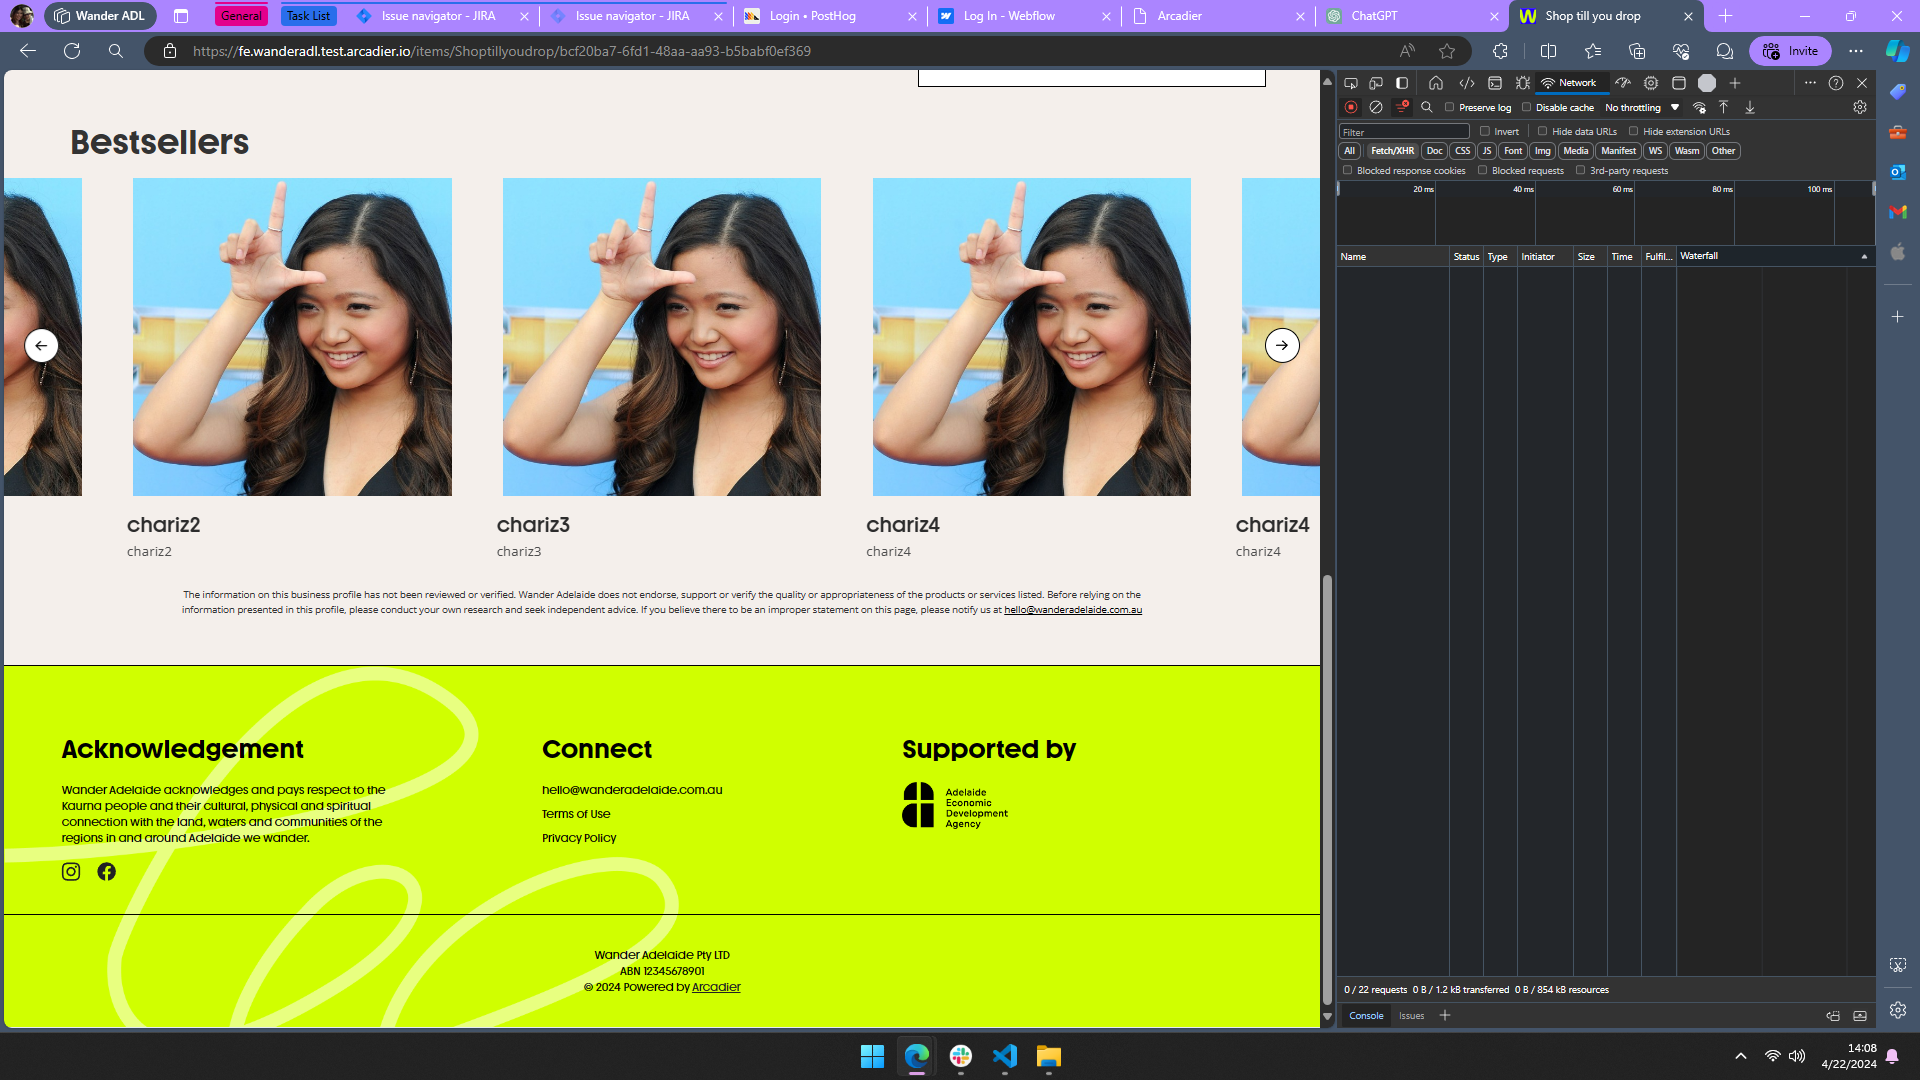 Wander ADL
General
Task List
Issue navigator - JIRA
Issue navigator - JIRA
Login • PostHog
Log In - Webflow
Arcadier
ChatGPT
Shop till you drop
https://fe.wanderadl.test.arcadier.io/items/Shoptillyoudrop/bcf20ba7-6fd1-48aa-aa93-b5babf0ef369
Invite
Bestsellers
chariz2
chariz3
chariz4
chariz4
chariz2
chariz3
chariz4
chariz4
The information on this business profile has not been reviewed or verified. Wander Adelaide does not endorse, support or verify the quality or appropriateness of the products or services listed. Before relying on the
information presented in this profile, please conduct your own research and seek independent advice. If you believe there to be an improper statement on this page, please notify us at hello@wanderadelaide.com.au
Acknowledgement
Wander Adelaide acknowledges and pays respect to the
Kaurna people and their cultural, physical and spiritual
connection with the land, waters and communities of the
regions in and around Adelaide we wander.
Connect
hello@wanderadelaide.com.au
Terms of Use
Privacy Policy
Supported by
Adelaide
Economic
Development
Agency
Wander Adelaide Pty LTD
ABN 12345678901
© 2024 Powered by Arcadier
Network
Preserve log
Disable cache
No throttling
Filter
Invert
Hide data URLs
Hide extension URLs
All
Fetch/XHR
Doc
CSS
JS
Font
Img
Media
Manifest
WS
Wasm
Other
Blocked response cookies
Blocked requests
3rd-party requests
20 ms
40 ms
60 ms
80 ms
100 ms
Name
Status
Type
Initiator
Size
Time
Fulfil...
Waterfall
0 / 22 requests
0 B / 1.2 kB transferred
0 B / 854 kB resources
Console
Issues
14:08
4/22/2024